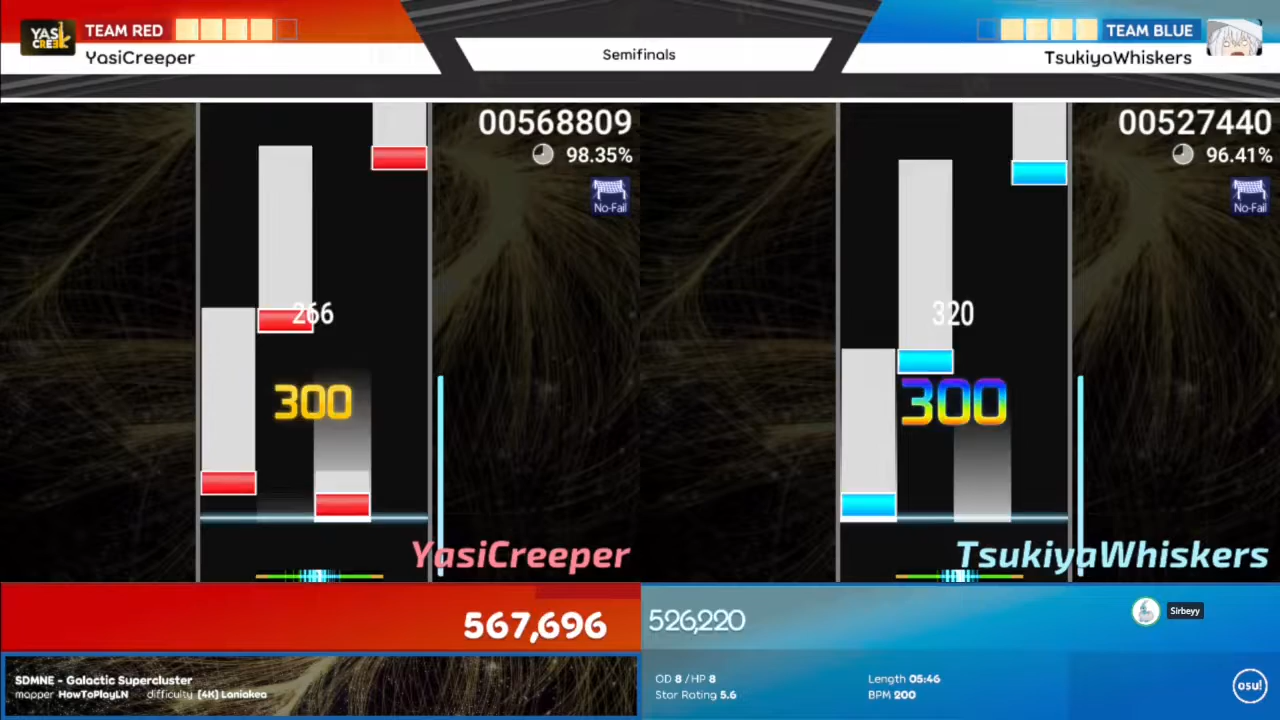 YASI
CREEK
TEAM RED
YasiCreeper
Semifinals
TEAM BLUE
TsukiyaWhiskers
00568809
98.35%
No-Fail
266
300
YasiCreeper
00527440
96.41%
No-Fail
320
300
TsukiyaWhiskers
567,696
526,220
Sirbeyy
SDMNE - Galactic Supercluster
mapper HowToPlayLN difficulty [4K] Laniakea
OD 8 / HP 8
Star Rating 5.6
Length 05:46
BPM 200
osu!